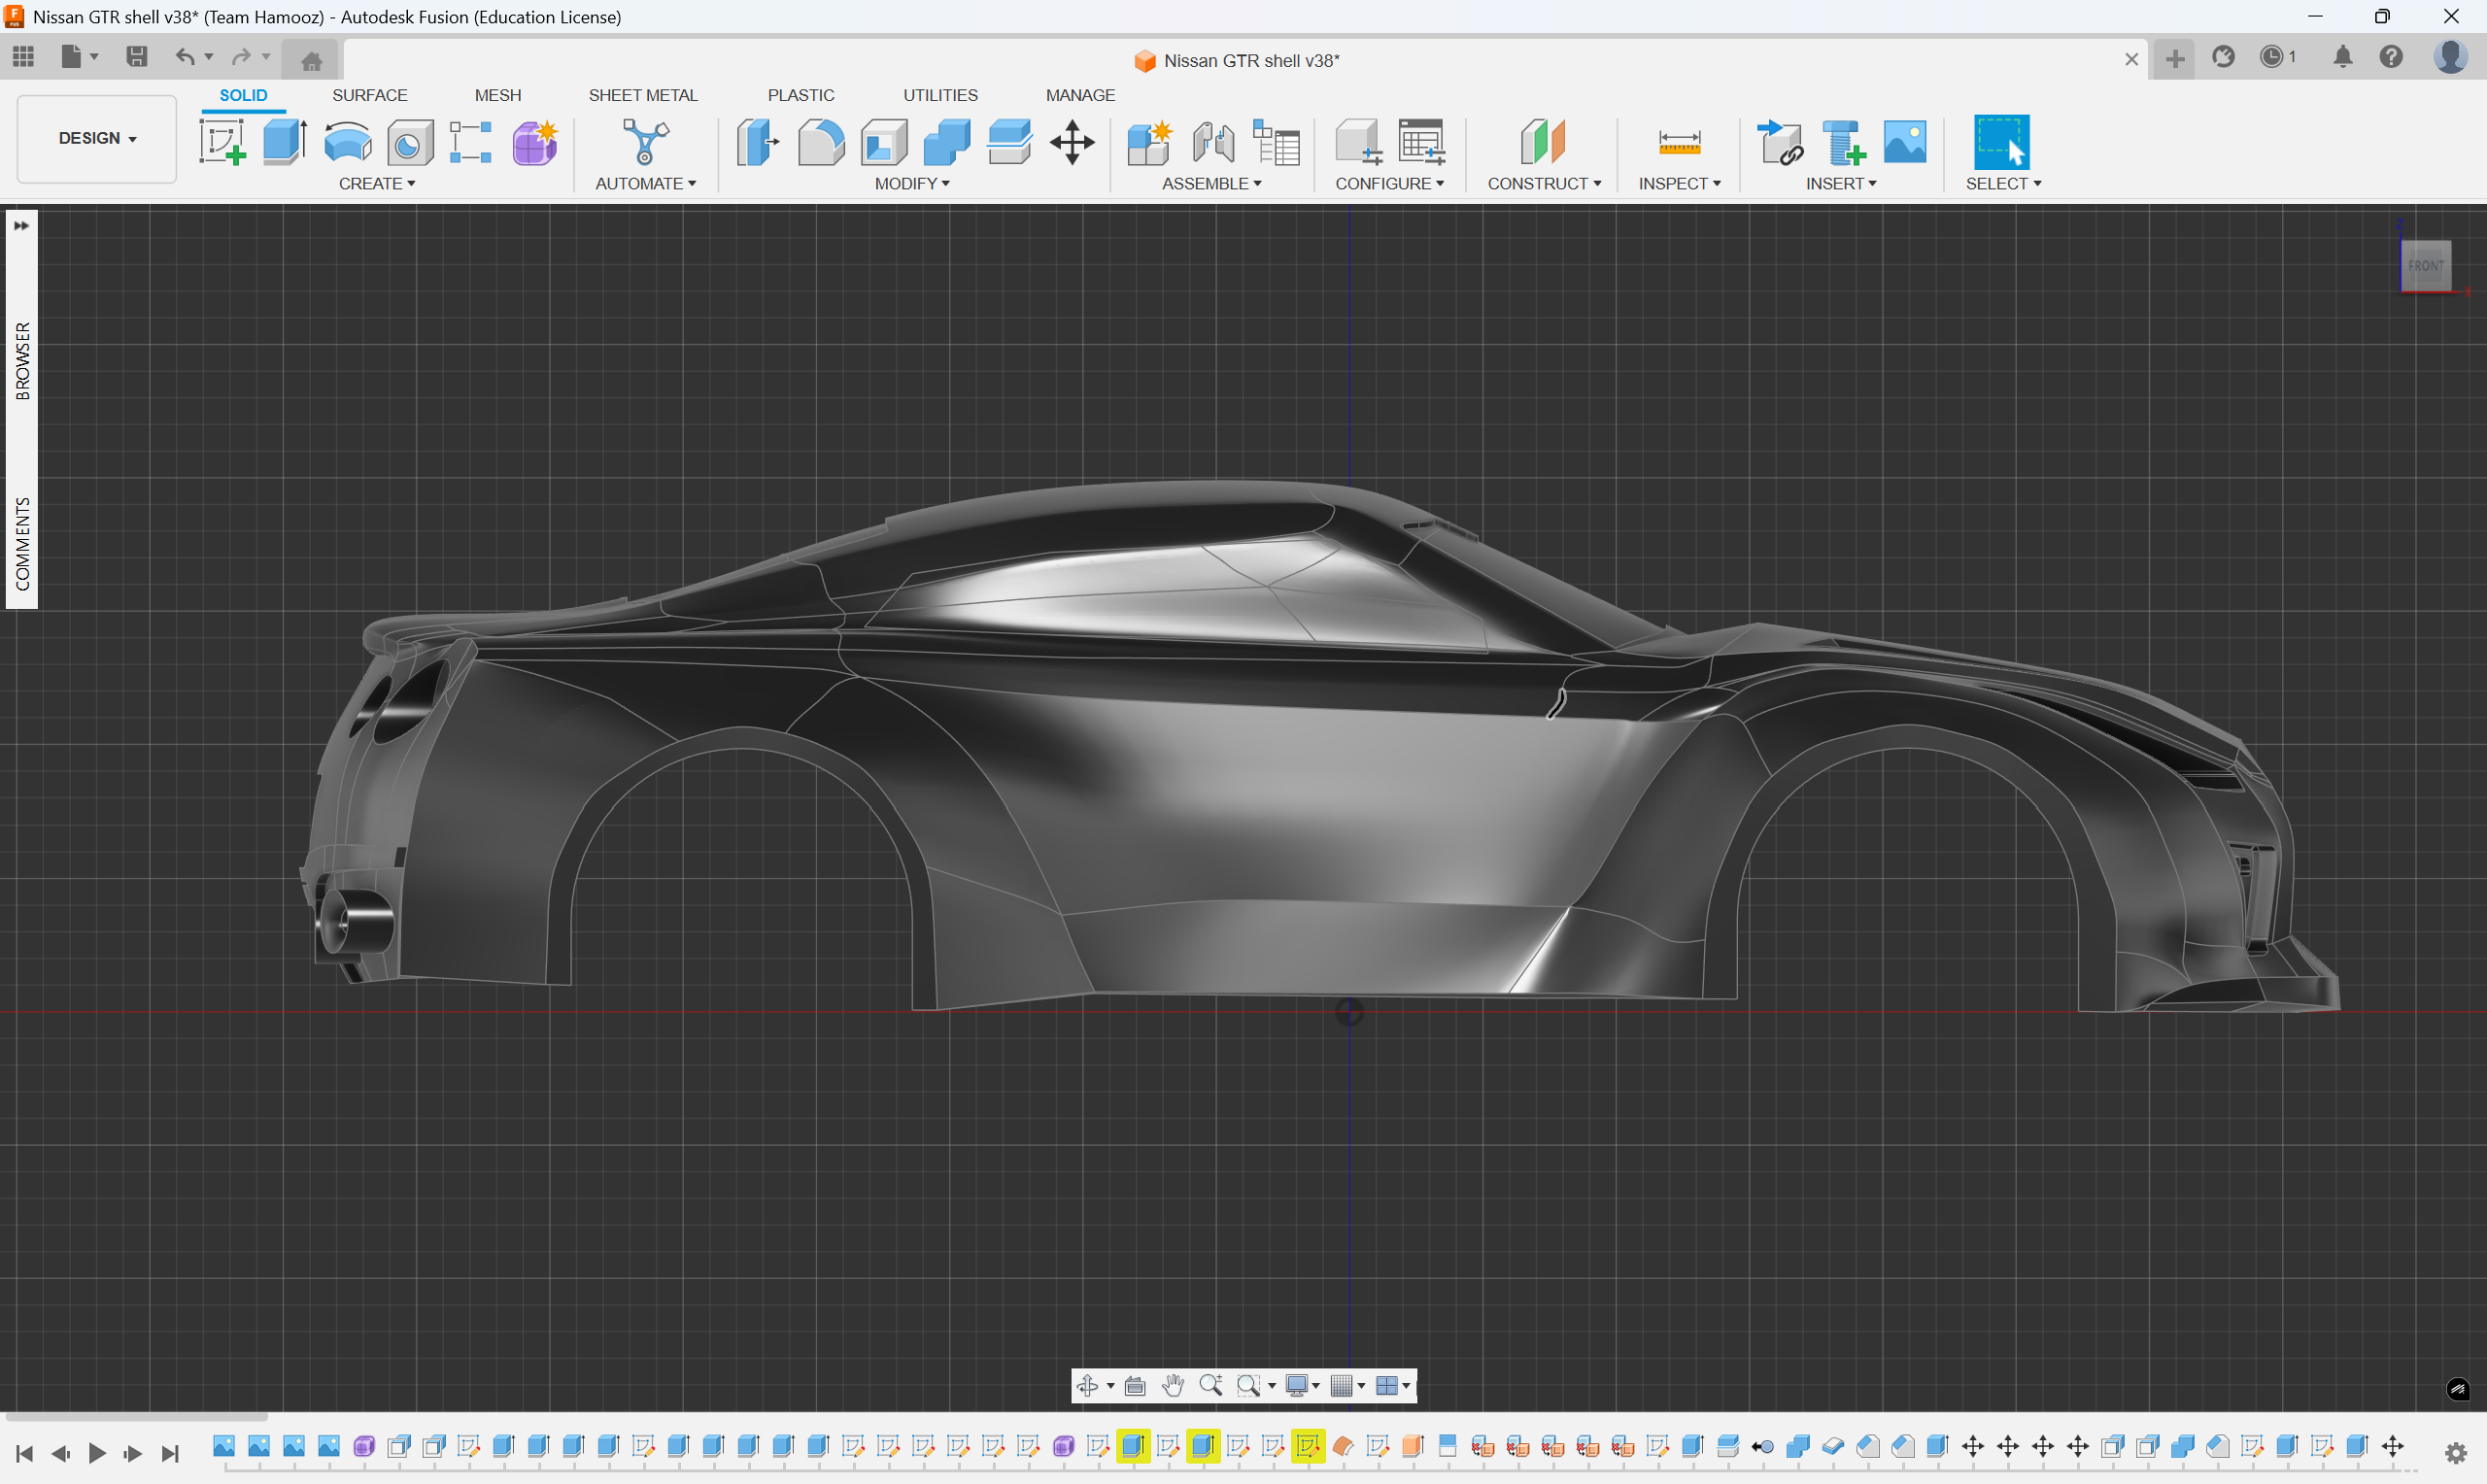 Nissan GTR shell v38* (Team Hamooz) - Autodesk Fusion (Education License)
Nissan GTR shell v38*
1
SOLID SURFACE MESH SHEET METAL PLASTIC UTILITIES MANAGE
DESIGN
CREATE AUTOMATE MODIFY ASSEMBLE CONFIGURE CONSTRUCT INSPECT INSERT SELECT
BROWSER
COMMENTS
Z
FRONT
X